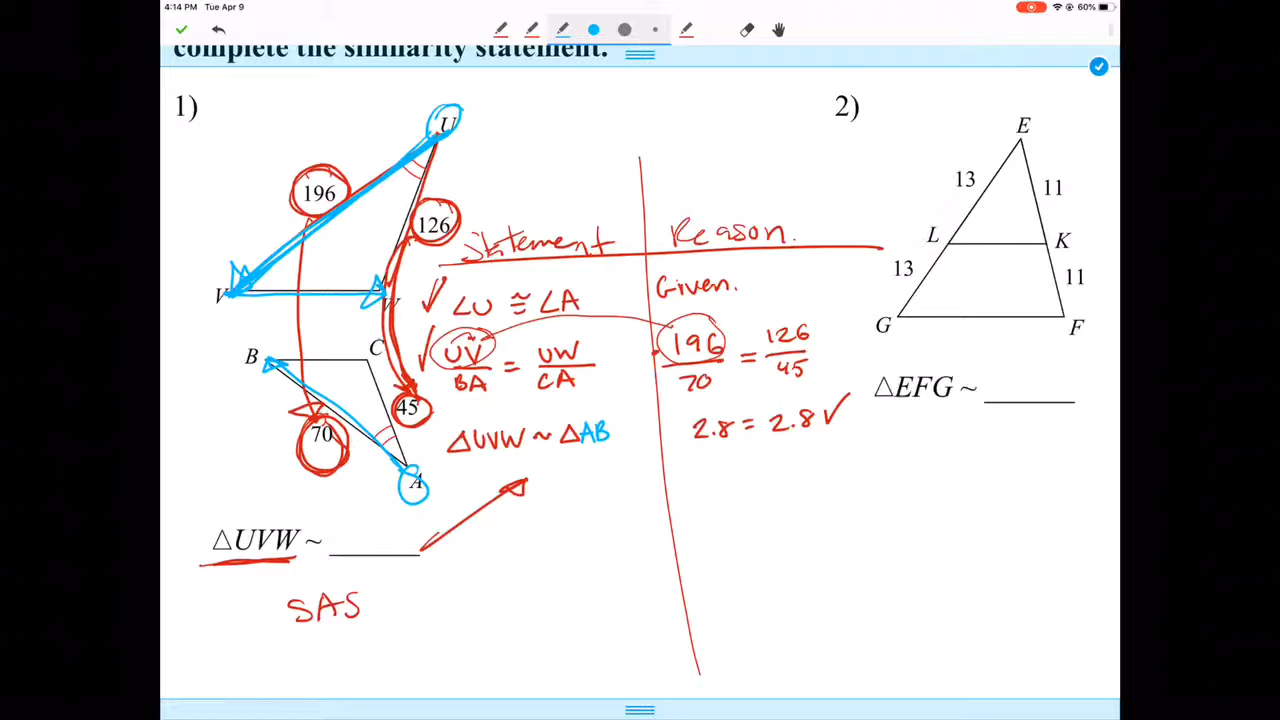 4:14 PM Tue Apr 9
60%
complete the similarity statement.
1)
U
196
126
V
W
B
C
45
70
A
Statement Reason.
∠U ≅ ∠A Given.
UV/BA = UW/CA 196/70 = 126/45
2.8 = 2.8 ✓
△UVW ~ △AB
△UVW ~ ______
SAS
2)
E
13
11
L
K
13
11
G
F
△EFG ~ ______